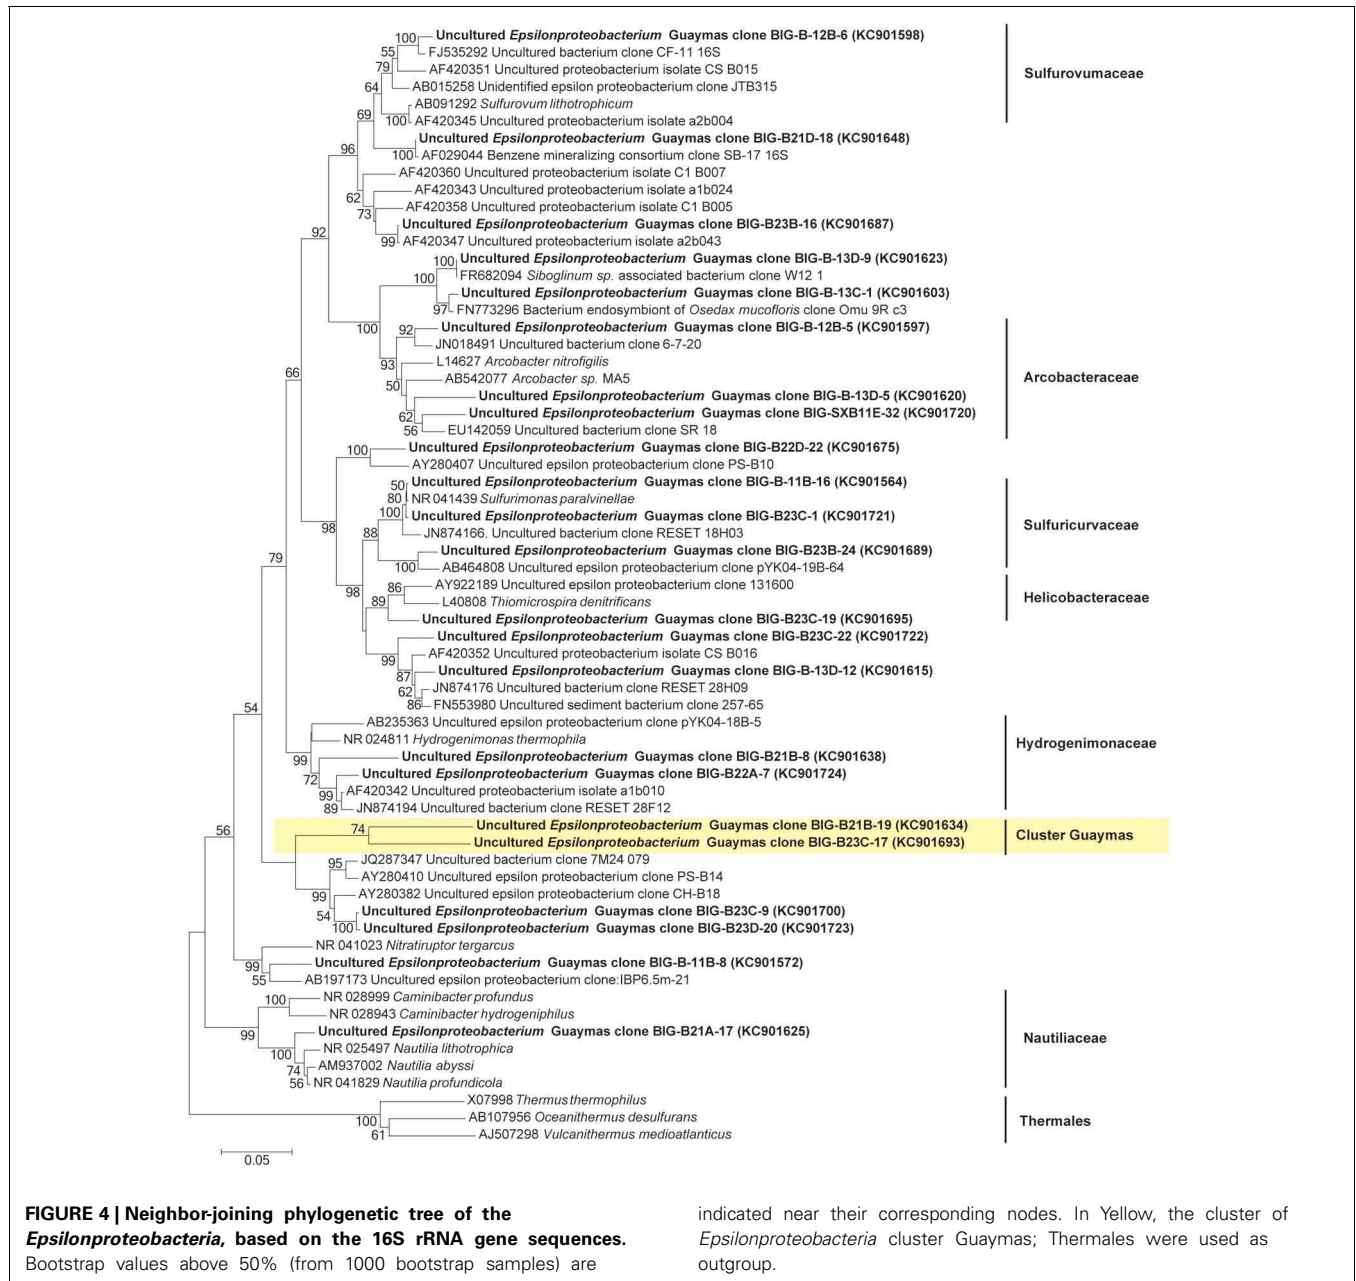 100 Uncultured Epsilonproteobacterium Guaymas clone BIG-B-12B-6 (KC901598)
55 FJ535292 Uncultured bacterium clone CF-11 16S
79 AF420351 Uncultured proteobacterium isolate CS B015
Sulfurovumaceae
64 AB015258 Unidentified epsilon proteobacterium clone JTB315
AB091292 Sulfurovum lithotrophicum
69 100 AF420345 Uncultured proteobacterium isolate a2b004
Uncultured Epsilonproteobacterium Guaymas clone BIG-B21D-18 (KC901648)
96 100 AF029044 Benzene mineralizing consortium clone SB-17 16S
AF420360 Uncultured proteobacterium isolate C1 B007
62 AF420343 Uncultured proteobacterium isolate a1b024
73 AF420358 Uncultured proteobacterium isolate C1 B005
Uncultured Epsilonproteobacterium Guaymas clone BIG-B23B-16 (KC901687)
92 99 AF420347 Uncultured proteobacterium isolate a2b043
100 Uncultured Epsilonproteobacterium Guaymas clone BIG-B-13D-9 (KC901623)
100 FR682094 Siboglinum sp. associated bacterium clone W12 1
Uncultured Epsilonproteobacterium Guaymas clone BIG-B-13C-1 (KC901603)
97 FN773296 Bacterium endosymbiont of Osedax mucofloris clone Omu 9R c3
100 92 Uncultured Epsilonproteobacterium Guaymas clone BIG-B-12B-5 (KC901597)
JN018491 Uncultured bacterium clone 6-7-20
93 L14627 Arcobacter nitrofigilis
66 50 AB542077 Arcobacter sp. MA5
Arcobacteraceae
Uncultured Epsilonproteobacterium Guaymas clone BIG-B-13D-5 (KC901620)
62 Uncultured Epsilonproteobacterium Guaymas clone BIG-SXB11E-32 (KC901720)
56 EU142059 Uncultured bacterium clone SR 18
100 Uncultured Epsilonproteobacterium Guaymas clone BIG-B22D-22 (KC901675)
AY280407 Uncultured epsilon proteobacterium clone PS-B10
50 Uncultured Epsilonproteobacterium Guaymas clone BIG-B-11B-16 (KC901564)
80 NR 041439 Sulfurimonas paralvinellae
100 Uncultured Epsilonproteobacterium Guaymas clone BIG-B23C-1 (KC901721)
Sulfuricurvaceae
98 88 JN874166. Uncultured bacterium clone RESET 18H03
Uncultured Epsilonproteobacterium Guaymas clone BIG-B23B-24 (KC901689)
79 100 AB464808 Uncultured epsilon proteobacterium clone pYK04-19B-64
98 86 AY922189 Uncultured epsilon proteobacterium clone 131600
89 L40808 Thiomicrospira denitrificans
Helicobacteraceae
Uncultured Epsilonproteobacterium Guaymas clone BIG-B23C-19 (KC901695)
Uncultured Epsilonproteobacterium Guaymas clone BIG-B23C-22 (KC901722)
99 AF420352 Uncultured proteobacterium isolate CS B016
87 Uncultured Epsilonproteobacterium Guaymas clone BIG-B-13D-12 (KC901615)
62 JN874176 Uncultured bacterium clone RESET 28H09
54 86 FN553980 Uncultured sediment bacterium clone 257-65
AB235363 Uncultured epsilon proteobacterium clone pYK04-18B-5
NR 024811 Hydrogenimonas thermophila
Hydrogenimonaceae
99 Uncultured Epsilonproteobacterium Guaymas clone BIG-B21B-8 (KC901638)
72 Uncultured Epsilonproteobacterium Guaymas clone BIG-B22A-7 (KC901724)
99 AF420342 Uncultured proteobacterium isolate a1b010
89 JN874194 Uncultured bacterium clone RESET 28F12
56 74 Uncultured Epsilonproteobacterium Guaymas clone BIG-B21B-19 (KC901634)
Cluster Guaymas
Uncultured Epsilonproteobacterium Guaymas clone BIG-B23C-17 (KC901693)
95 JQ287347 Uncultured bacterium clone 7M24 079
AY280410 Uncultured epsilon proteobacterium clone PS-B14
99 AY280382 Uncultured epsilon proteobacterium clone CH-B18
54 Uncultured Epsilonproteobacterium Guaymas clone BIG-B23C-9 (KC901700)
100 Uncultured Epsilonproteobacterium Guaymas clone BIG-B23D-20 (KC901723)
NR 041023 Nitratiruptor tergarcus
99 Uncultured Epsilonproteobacterium Guaymas clone BIG-B-11B-8 (KC901572)
55 AB197173 Uncultured epsilon proteobacterium clone:IBP6.5m-21
100 NR 028999 Caminibacter profundus
NR 028943 Caminibacter hydrogeniphilus
99 Uncultured Epsilonproteobacterium Guaymas clone BIG-B21A-17 (KC901625)
Nautiliaceae
100 NR 025497 Nautilia lithotrophica
74 AM937002 Nautilia abyssi
56 NR 041829 Nautilia profundicola
X07998 Thermus thermophilus
100 AB107956 Oceanithermus desulfurans
Thermales
61 AJ507298 Vulcanithermus medioatlanticus
0.05
FIGURE 4 | Neighbor-joining phylogenetic tree of the
Epsilonproteobacteria, based on the 16S rRNA gene sequences.
Bootstrap values above 50% (from 1000 bootstrap samples) are
indicated near their corresponding nodes. In Yellow, the cluster of
Epsilonproteobacteria cluster Guaymas; Thermales were used as
outgroup.